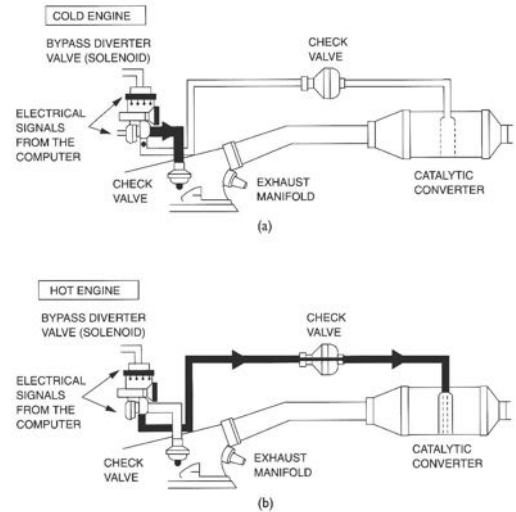 COLD ENGINE
BYPASS DIVERTER
VALVE (SOLENOID)
CHECK
VALVE
ELECTRICAL
SIGNALS
FROM THE
COMPUTER
CHECK
VALVE
EXHAUST
MANIFOLD
CATALYTIC
CONVERTER
(a)
HOT ENGINE
BYPASS DIVERTER
VALVE (SOLENOID)
CHECK
VALVE
ELECTRICAL
SIGNALS
FROM THE
COMPUTER
CHECK
VALVE
EXHAUST
MANIFOLD
CATALYTIC
CONVERTER
(b)